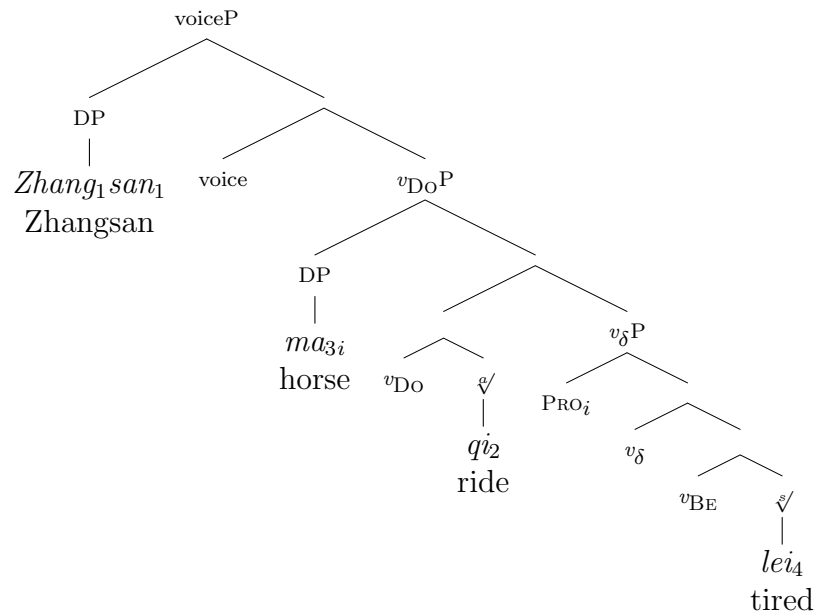 voiceP
DP
Zhang₁san₁
Zhangsan
voice
vDOP
DP
ma₃ᵢ
horse
vDO
a√
qi₂
ride
vδP
PROᵢ
vδ
vBE
s√
lei₄
tired